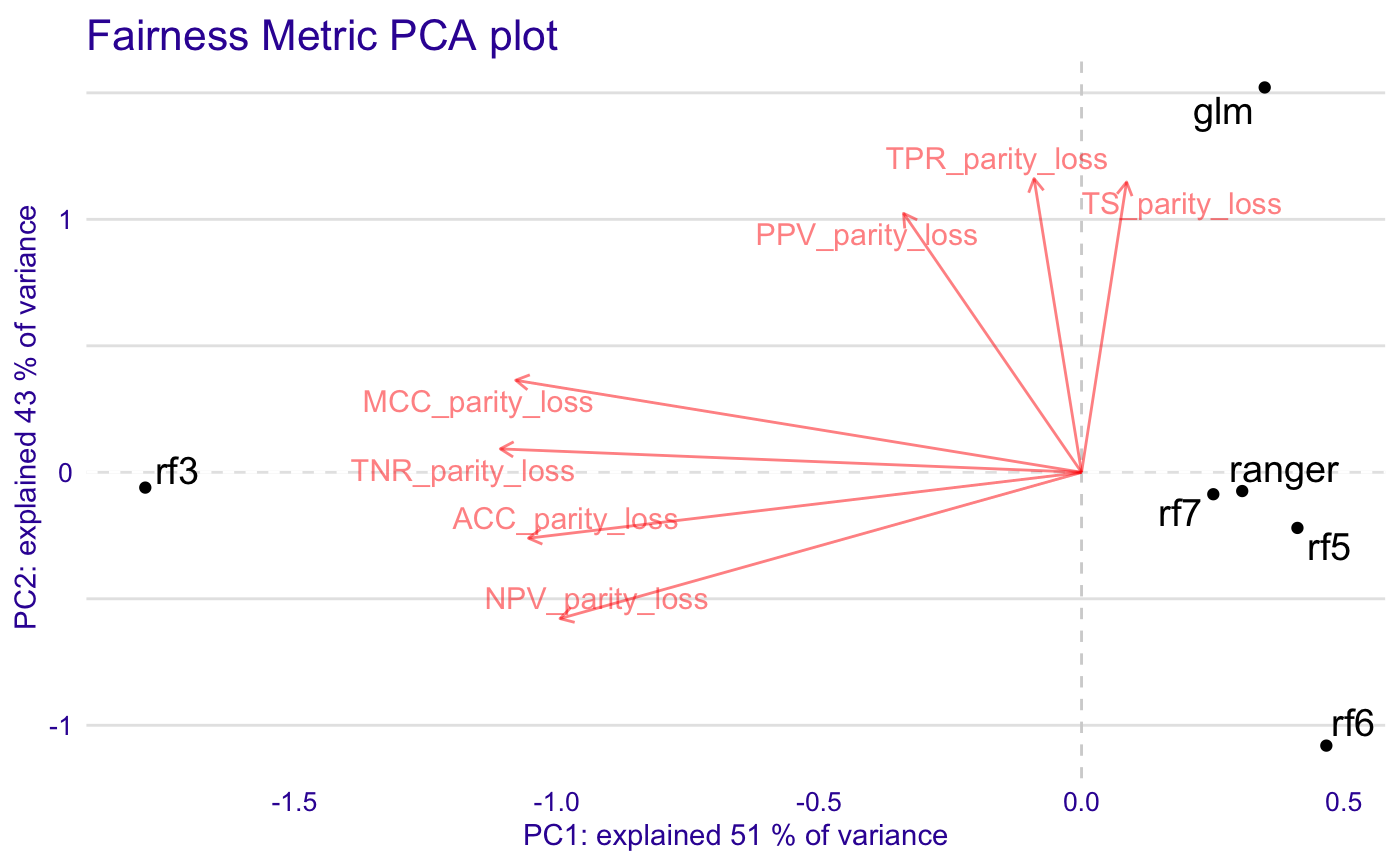 Fairness Metric PCA plot
glm
TPR_parity_loss
TS_parity_loss
PPV_parity_loss
1
MCC_parity_loss
0
rf3
TNR_parity_loss
ranger
rf7
ACC_parity_loss
rf5
NPV_parity_loss
-1
rf6
PC2: explained 43 % of variance
-1.5 -1.0 -0.5 0.0 0.5
PC1: explained 51 % of variance